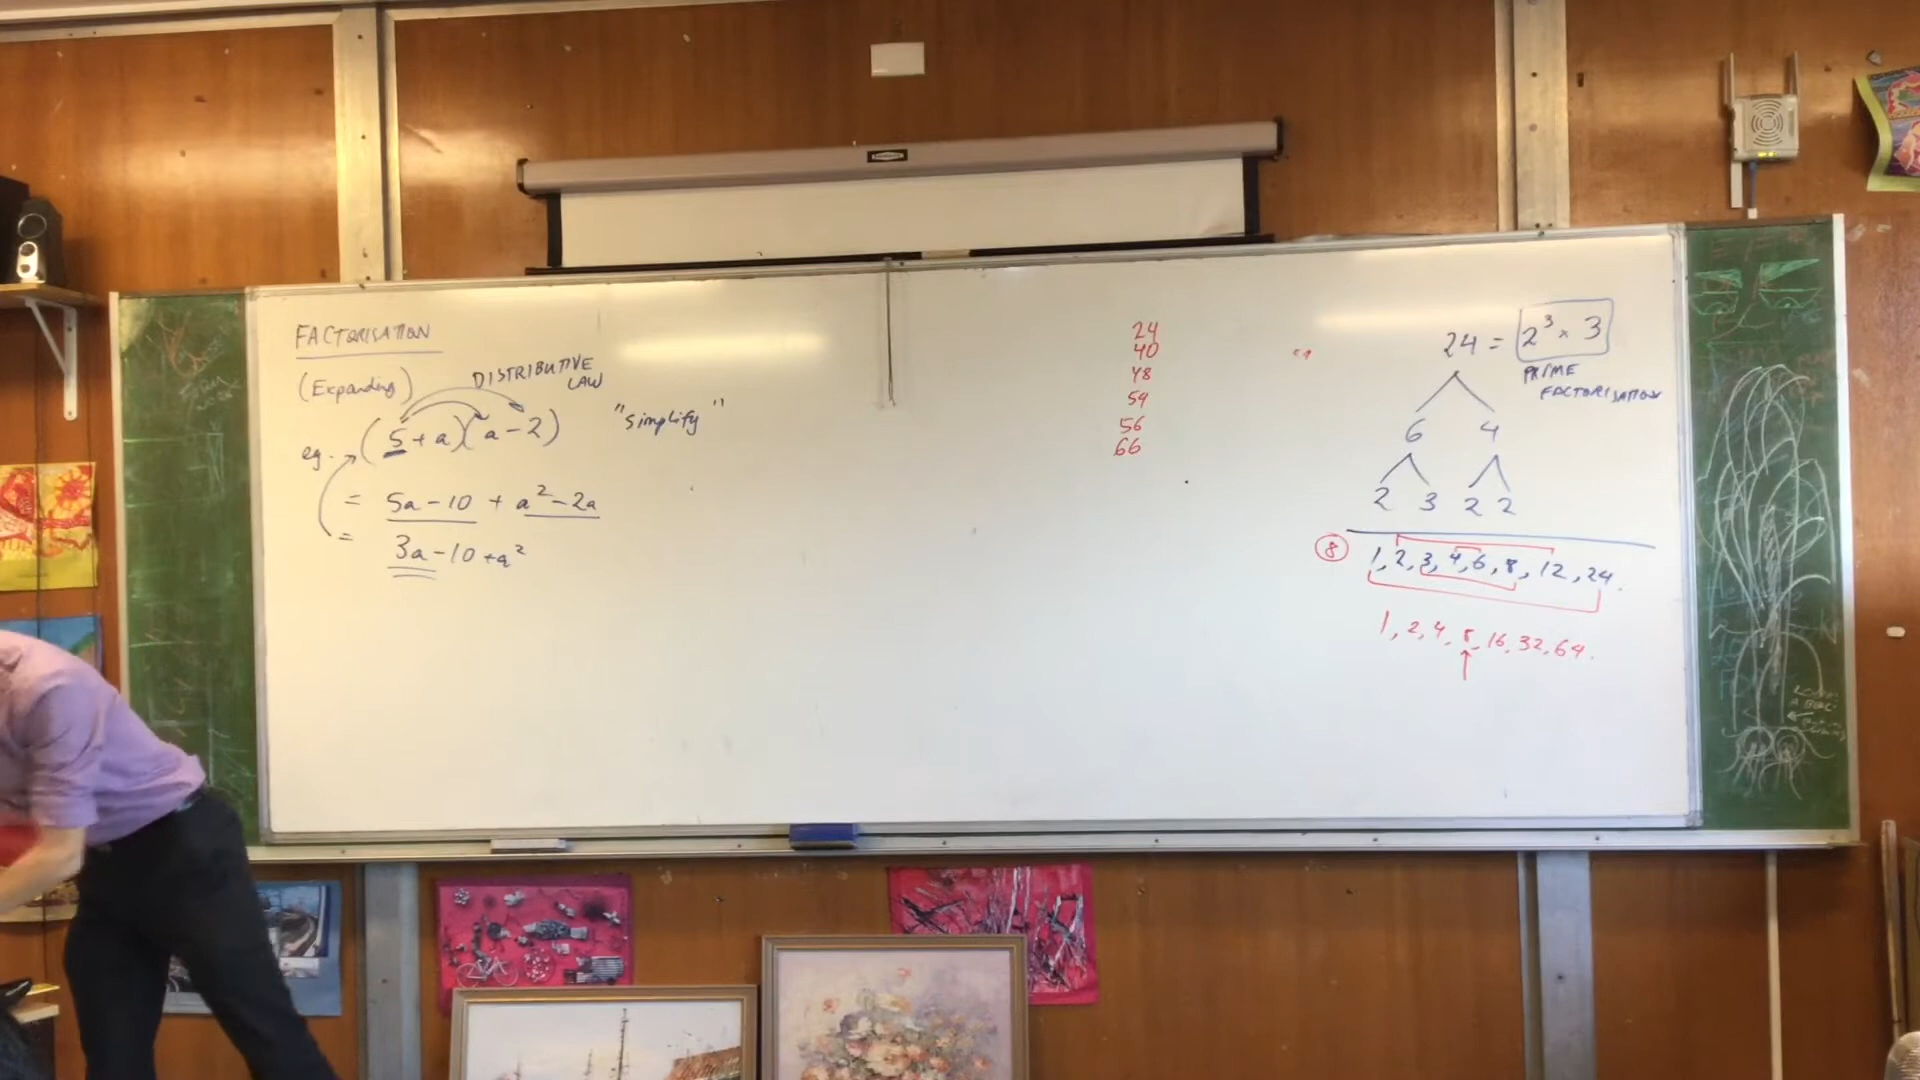 FACTORISATION
(Expanding)
DISTRIBUTIVE
LAW
eg. (5+a)(a-2)
"simplify"
= 5a-10 + a²-2a
= 3a-10+a²
24
40
48
54
56
66
24 = 2³ × 3
PRIME
FACTORISATION
6 4
2 3 2 2
8 1, 2, 3, 4, 6, 8, 12, 24.
1, 2, 4, 8, 16, 32, 64.